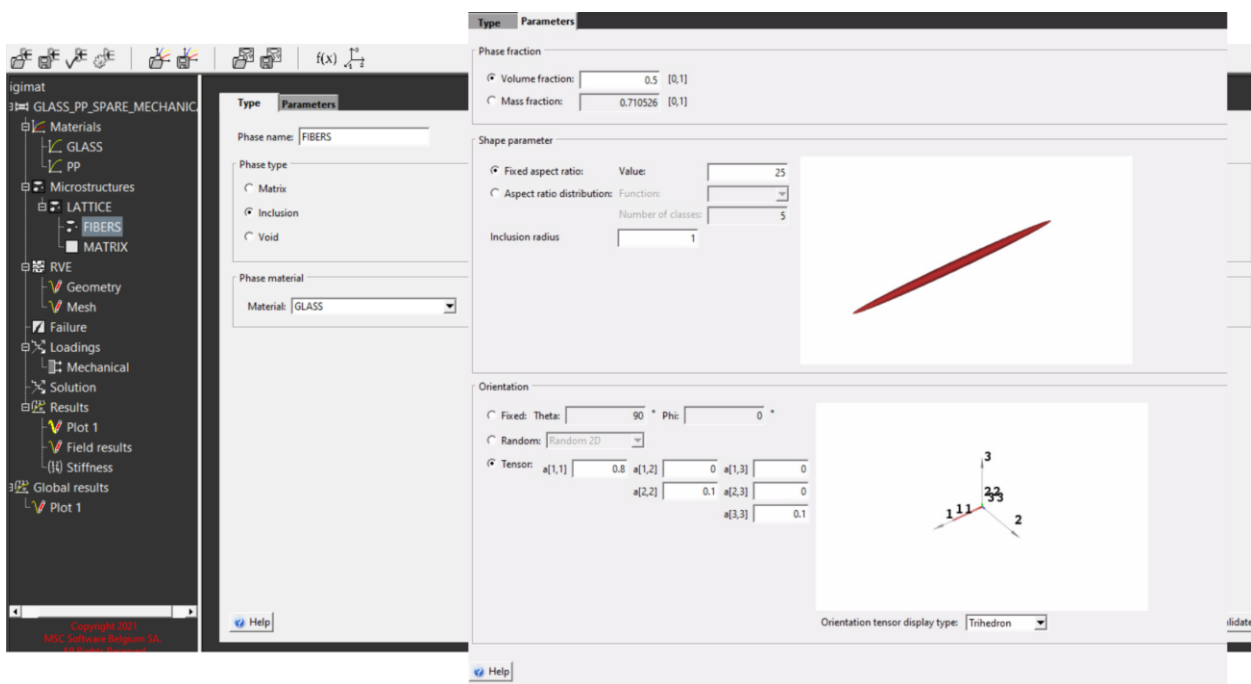 f(x)
igimat
GLASS_PP_SPARE_MECHANIC
Materials
GLASS
PP
Microstructures
LATTICE
FIBERS
MATRIX
RVE
Geometry
Mesh
Failure
Loadings
Mechanical
Solution
Results
Plot 1
Field results
Stiffness
Global results
Plot 1
Copyright 2021
MSC Software Belgium SA.
All Rights Reserved
Type Parameters
Phase name: FIBERS
Phase type
Matrix
Inclusion
Void
Phase material
Material: GLASS
Help
Type Parameters
Phase fraction
Volume fraction: 0.5 [0,1]
Mass fraction: 0.710526 [0,1]
Shape parameter
Fixed aspect ratio: Value: 25
Aspect ratio distribution: Function:
Number of classes: 5
Inclusion radius 1
Orientation
Fixed: Theta: 90 ° Phi: 0 °
Random: Random 2D
Tensor: a[1,1] 0.8 a[1,2] 0 a[1,3] 0
a[2,2] 0.1 a[2,3] 0
a[3,3] 0.1
3
1 11
2
Orientation tensor display type: Trihedron
lidate
Help